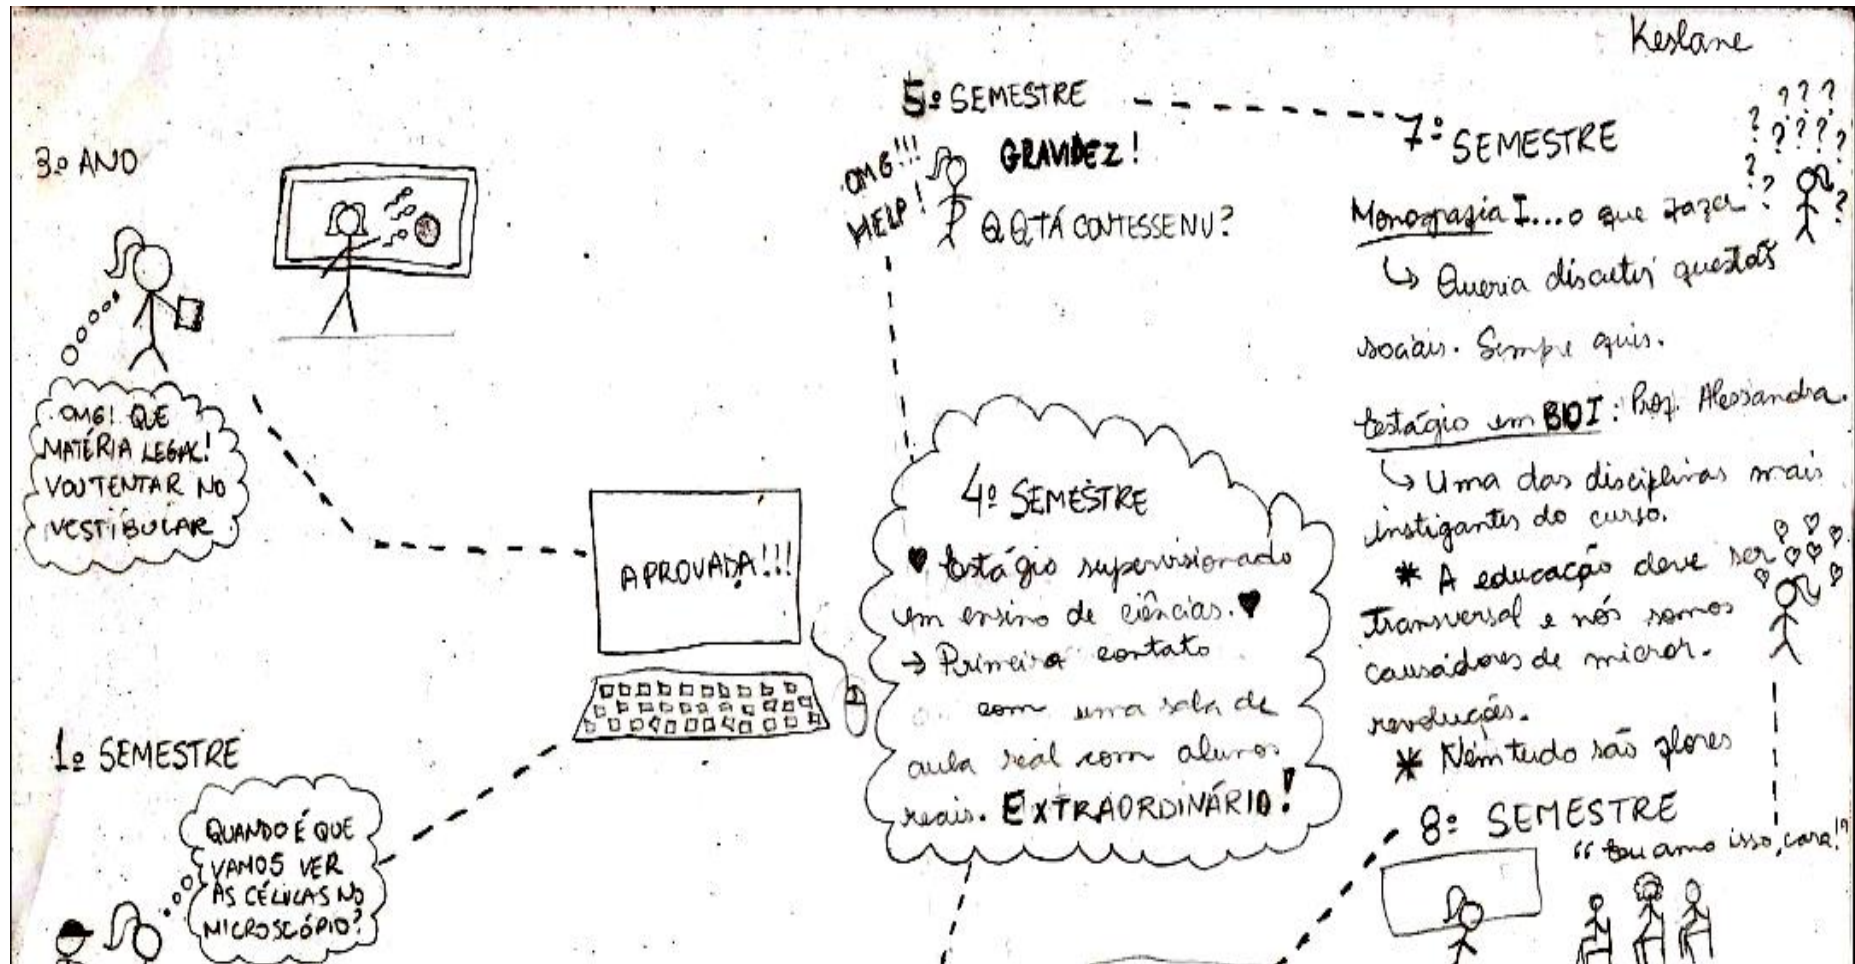 Keslane
3º ANO
OMG! QUE
MATÉRIA LEGAL!
VOU TENTAR NO
VESTIBULAR
APROVADA!!!
1º SEMESTRE
QUANDO É QUE
VAMOS VER
AS CÉLULAS NO
MICROSCÓPIO?
4º SEMESTRE
♥ Estágio supervisionado
em ensino de ciências. ♥
→ Primeiro contato
com uma sala de
aula real com alunos
reais. EXTRAORDINÁRIO!
5º SEMESTRE
GRAVIDEZ!
OMG!!!
HELP!
Q Q TÁ CONTESSENU?
7º SEMESTRE
? ? ?
? ? ? ? ?
? ?
?
Monografia I... o que fazer
↳ Queria discutir questões
sociais. Sempre quis.
Estágio em BIO I: Prof. Alessandra.
↳ Uma das disciplinas mais
instigantes do curso.
* A educação deve ser
transversal e nós somos
causadores de micror.
revoluções.
* Nem tudo são flores
8º SEMESTRE
"Eu amo isso, cara!"